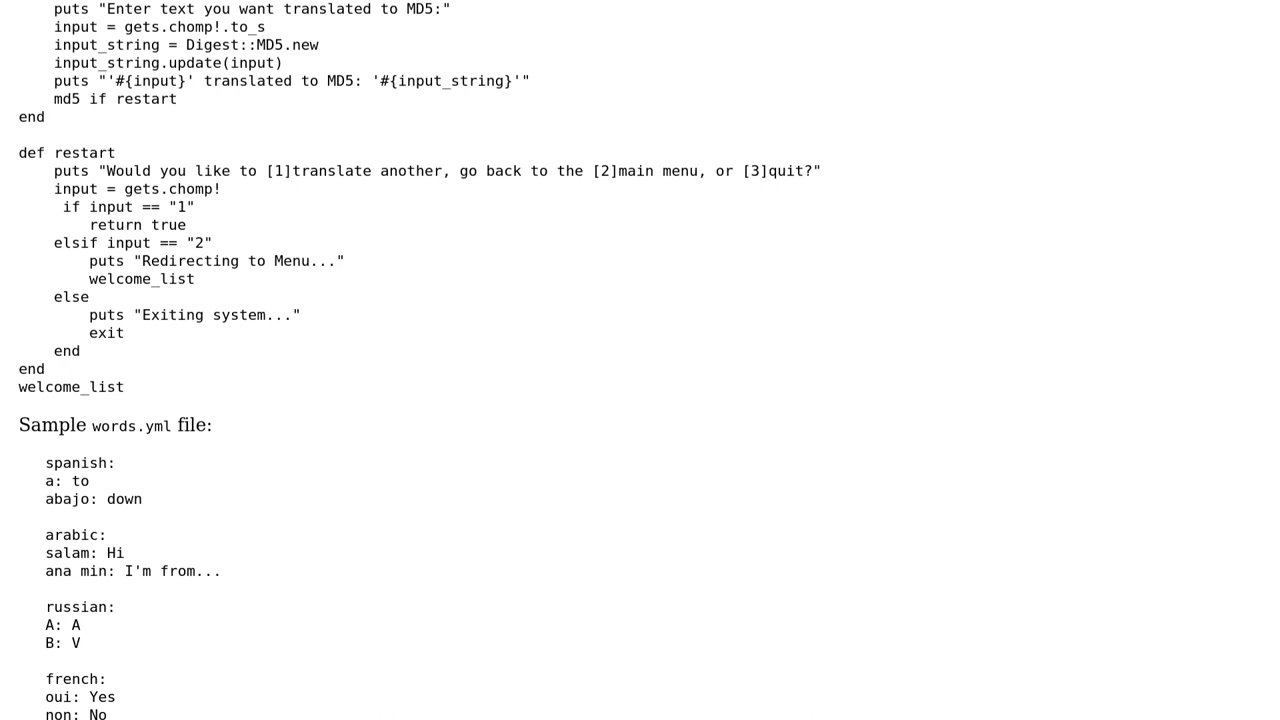 puts "Enter text you want translated to MD5:"
    input = gets.chomp!.to_s
    input_string = Digest::MD5.new
    input_string.update(input)
    puts "'#{input}' translated to MD5: '#{input_string}'"
    md5 if restart
end

def restart
    puts "Would you like to [1]translate another, go back to the [2]main menu, or [3]quit?"
    input = gets.chomp!
     if input == "1"
        return true
    elsif input == "2"
        puts "Redirecting to Menu..."
        welcome_list
    else
        puts "Exiting system..."
        exit
    end
end
welcome_list

Sample words.yml file:

   spanish:
   a: to
   abajo: down

   arabic:
   salam: Hi
   ana min: I'm from...

   russian:
   A: A
   B: V

   french:
   oui: Yes
   non: No